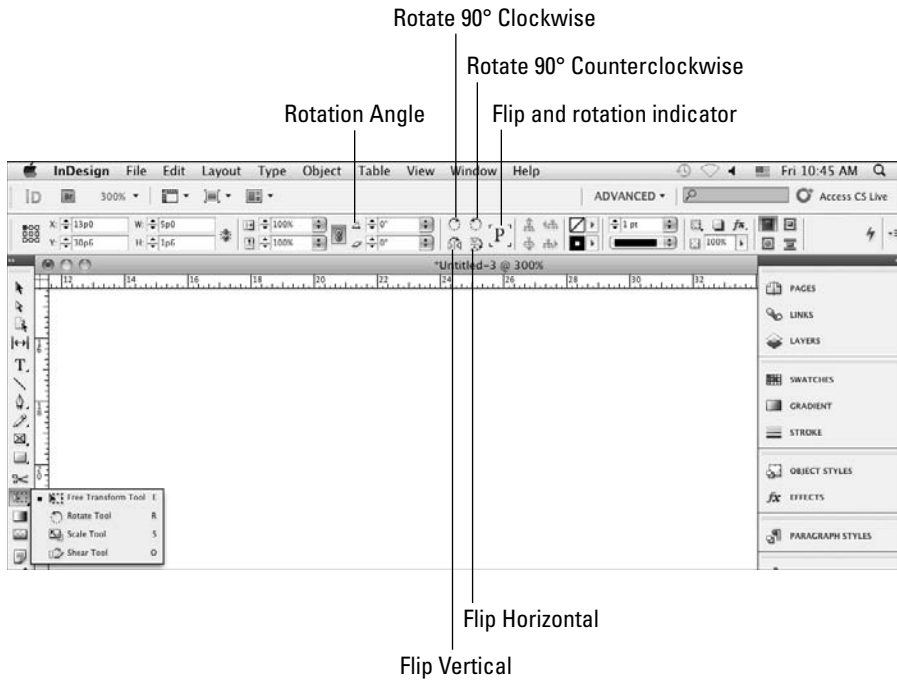 Rotate 90° Clockwise
Rotate 90° Counterclockwise
Rotation Angle
Flip and rotation indicator
InDesign File Edit Layout Type Object Table View Window Help Fri 10:45 AM
ID Br 300% ADVANCED Access CS Live
X: 13p0 W: 5p0 100% 0° P 1 pt fx.
Y: 30p6 H: 1p6 100% 0° 100%
*Untitled-3 @ 300%
12 14 16 18 20 22 24 26 28 30 32
PAGES
LINKS
LAYERS
T.
SWATCHES
GRADIENT
STROKE
OBJECT STYLES
fx EFFECTS
PARAGRAPH STYLES
Free Transform Tool E
Rotate Tool R
Scale Tool S
Shear Tool O
Flip Horizontal
Flip Vertical